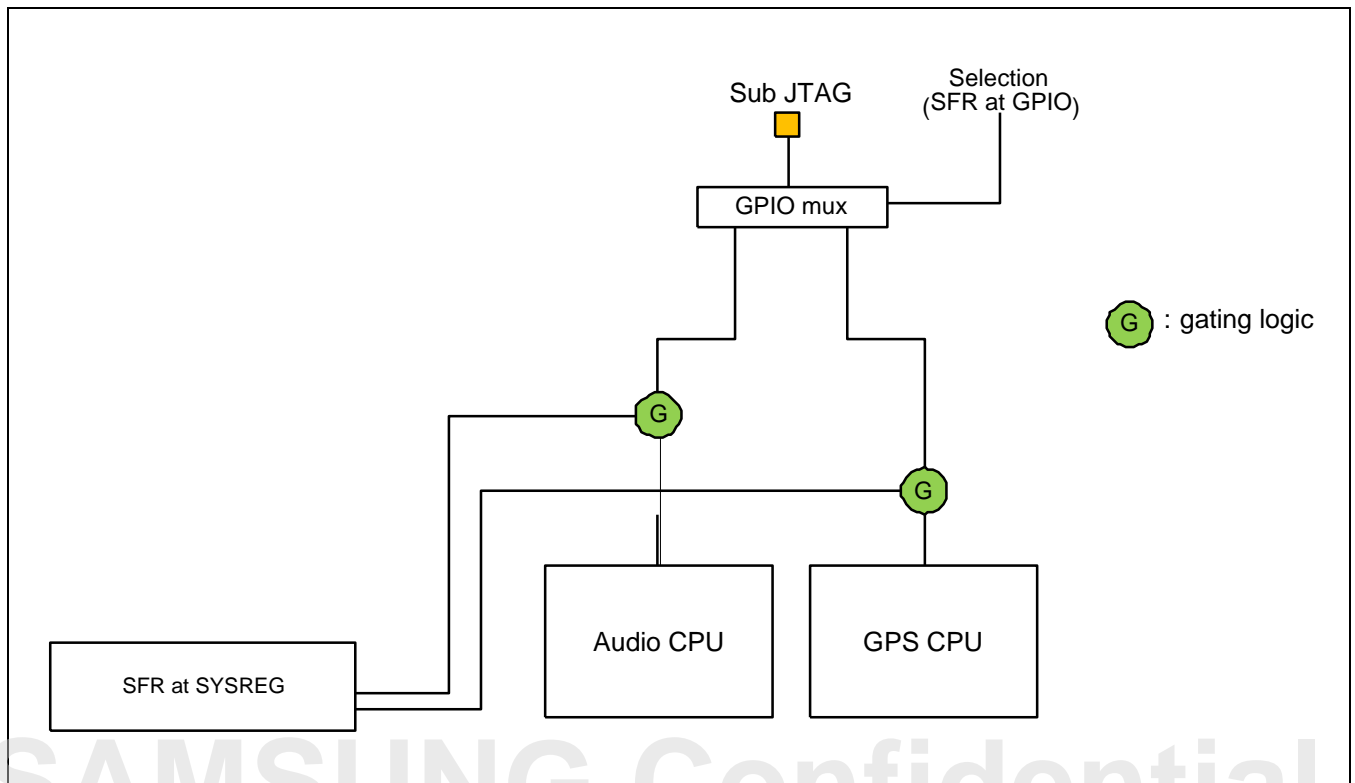 Sub JTAG
Selection
(SFR at GPIO)
GPIO mux
G : gating logic
G
G
Audio CPU
GPS CPU
SFR at SYSREG
SAMSUNG Confidential